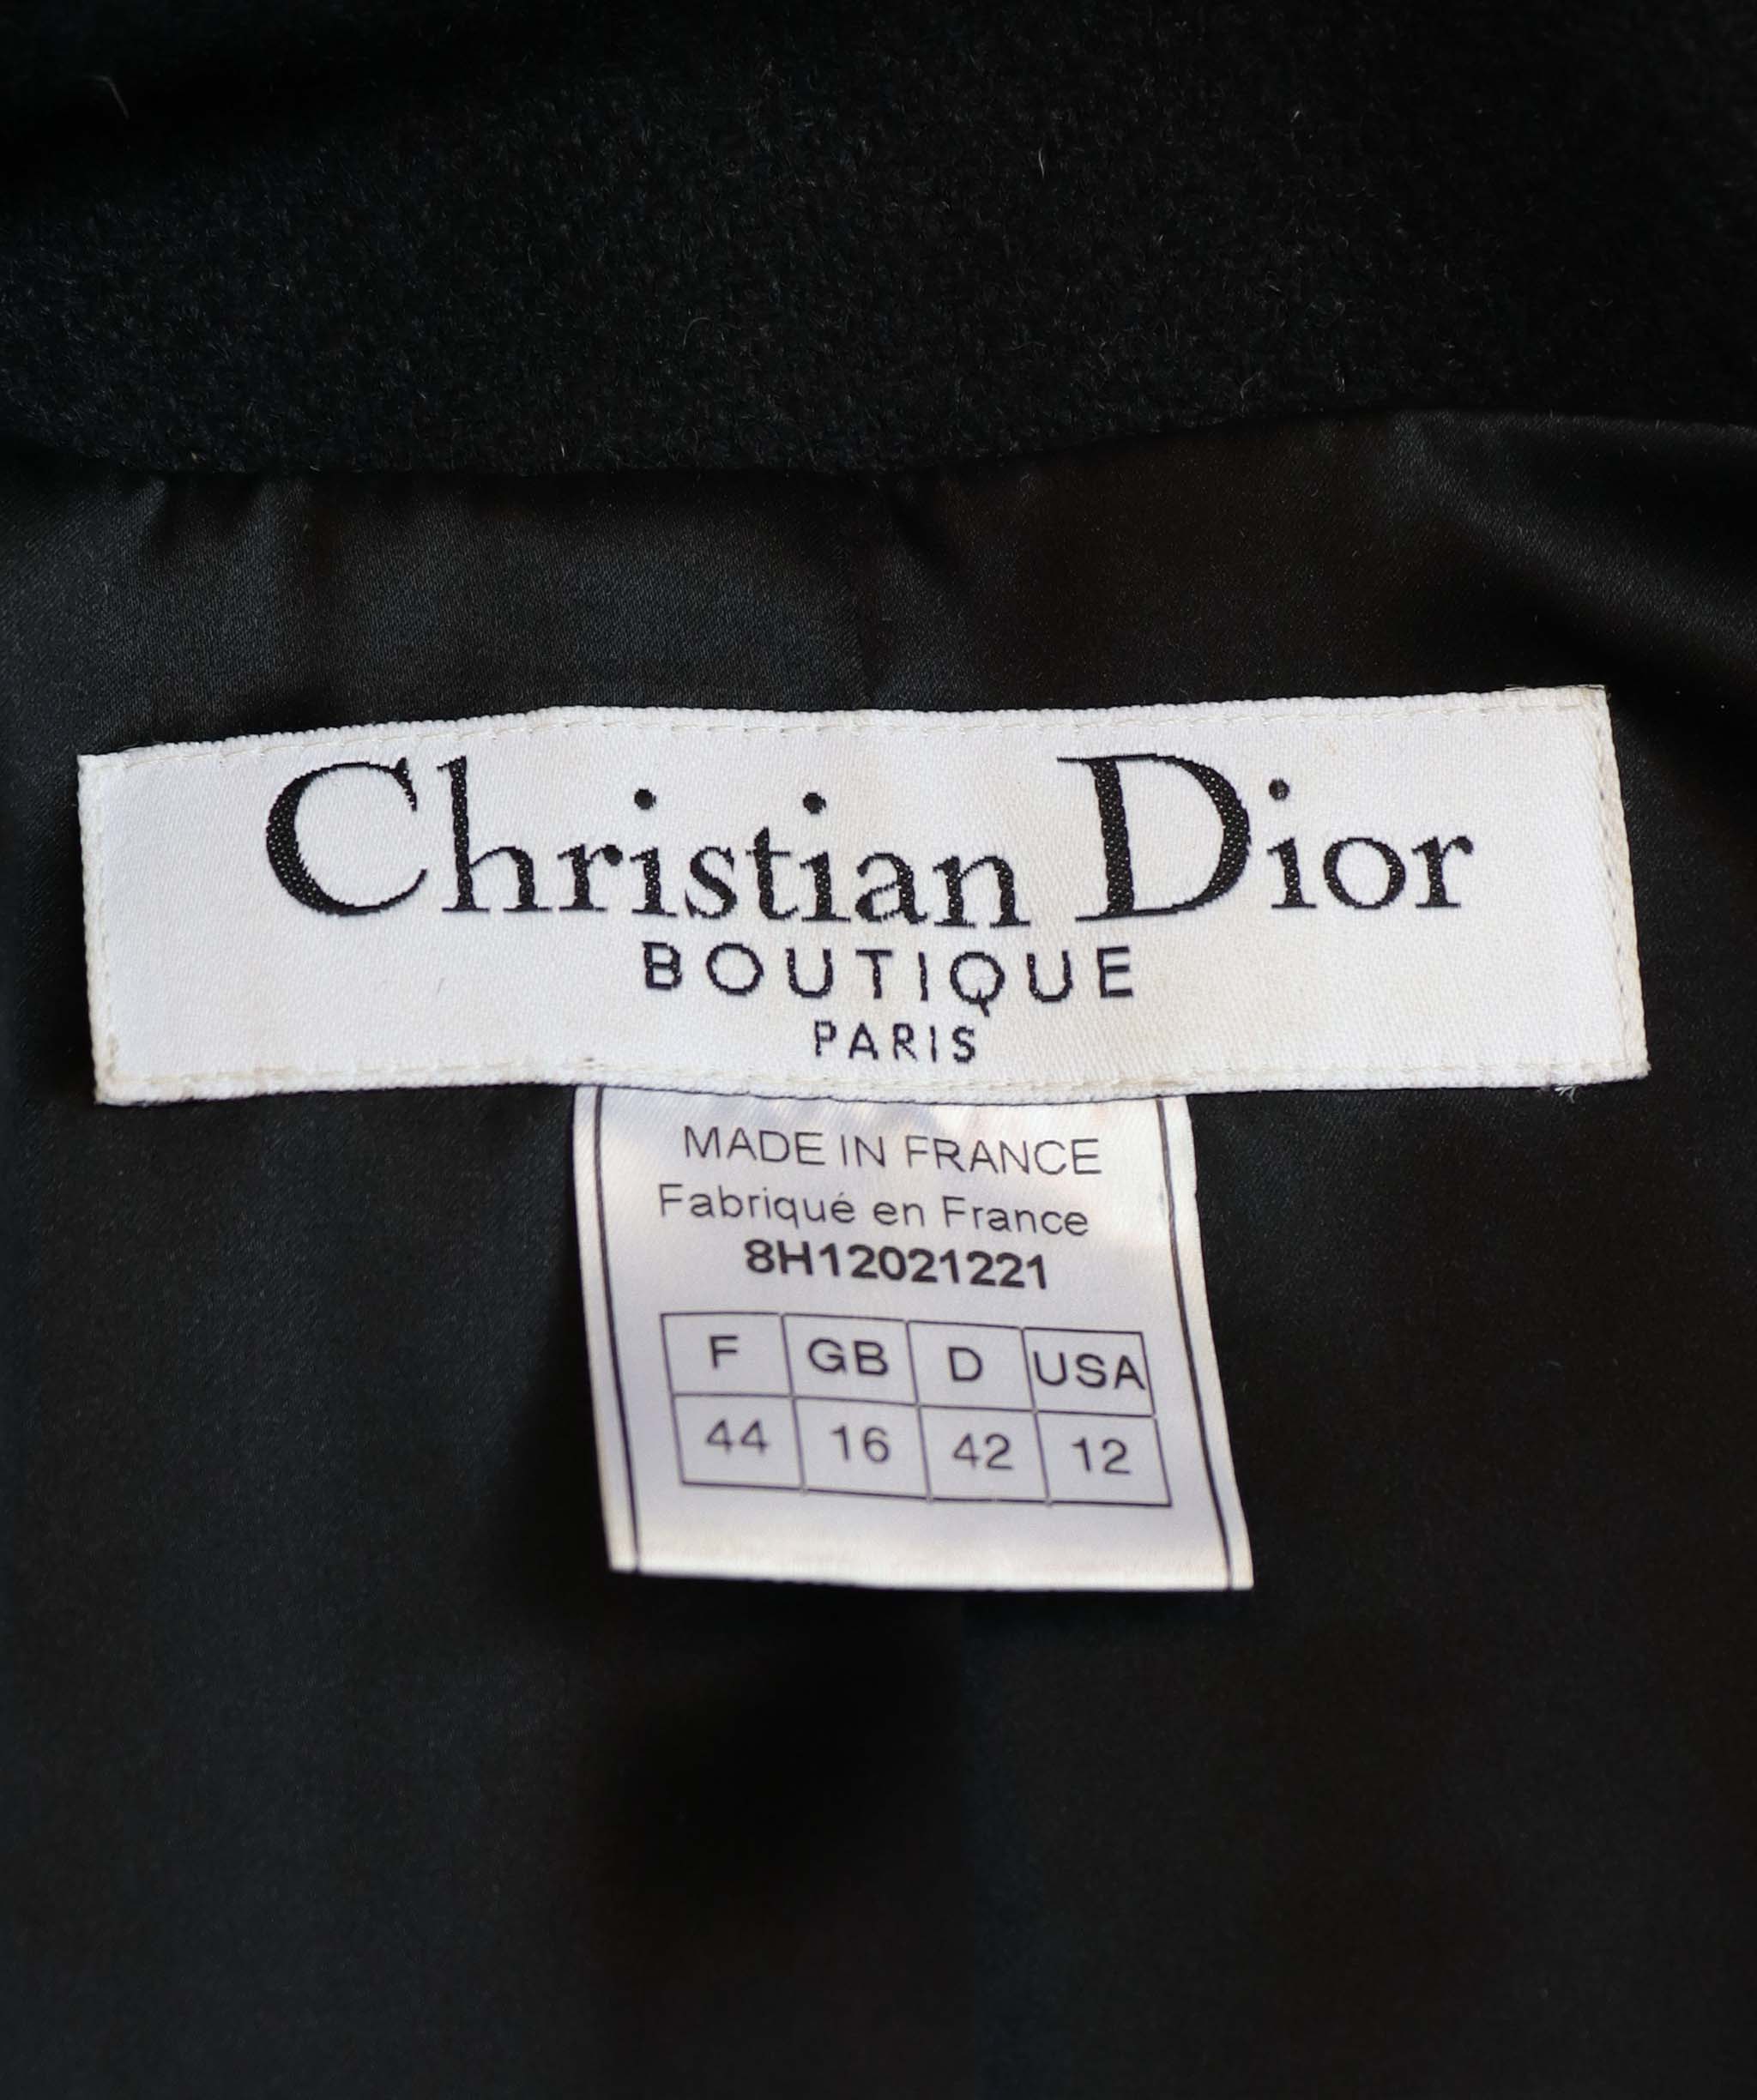 Christian Dior
BOUTIQUE
PARIS
MADE IN FRANCE
Fabriqué en France
8H12021221
F GB D USA
44 16 42 12